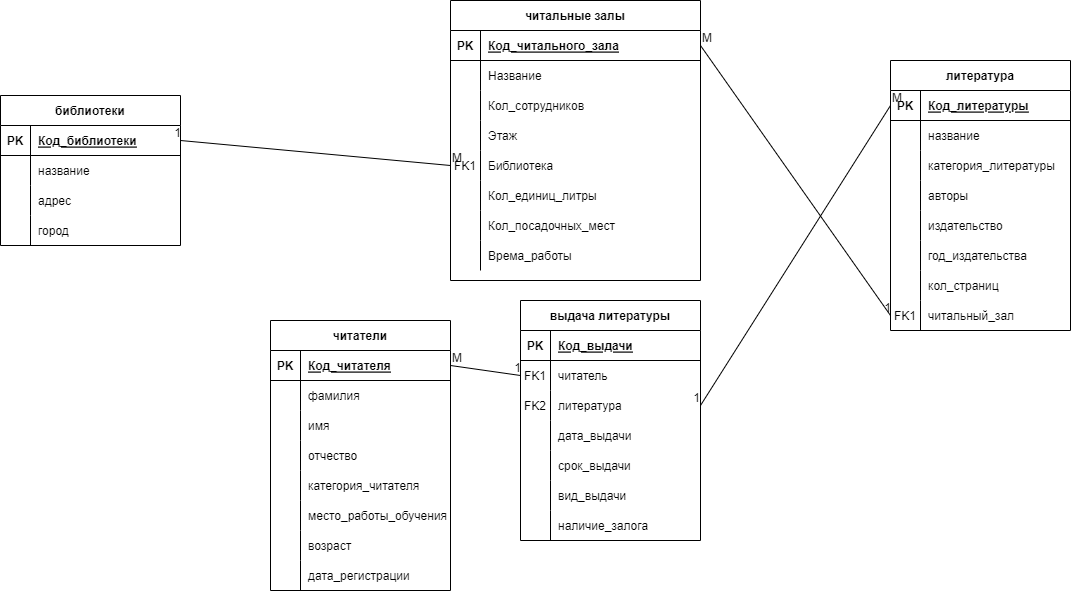 читальные залы
PK Код_читального_зала
Название
Кол_сотрудников
Этаж
FK1 Библиотека
Кол_единиц_литры
Кол_посадочных_мест
Врема_работы
M
M
библиотеки
PK Код_библиотеки
название
адрес
город
1
литература
PK Код_литературы
название
категория_литературы
авторы
издательство
год_издательства
кол_страниц
FK1 читальный_зал
M
1
читатели
PK Код_читателя
фамилия
имя
отчество
категория_читателя
место_работы_обучения
возраст
дата_регистрации
M
выдача литературы
PK Код_выдачи
FK1 читатель
FK2 литература
дата_выдачи
срок_выдачи
вид_выдачи
наличие_залога
1
1